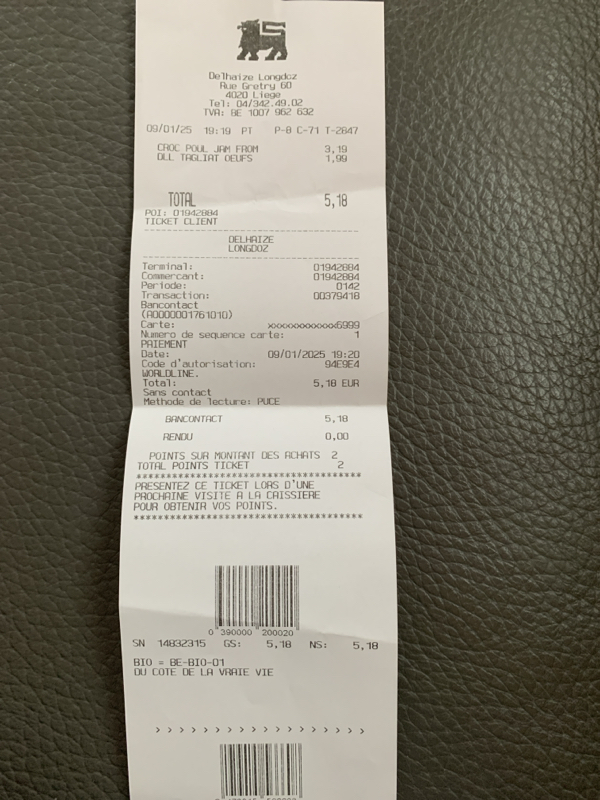 Delhaize Longdoz
Rue Gretry 60
4020 Liege
Tel: 04/342.49.02
TVA: BE 1007 962 632
09/01/25 19:19 PT P-8 C-71 T-2847
CROC POUL JAM FROM 3,19
DLL TAGLIAT OEUFS 1,99
TOTAL 5,18
POI: 01942884
TICKET CLIENT
DELHAIZE
LONGDOZ
Terminal: 01942884
Commercant: 01942884
Periode: 0142
Transaction: 00379418
Bancontact
(A0000001761010)
Carte: xxxxxxxxxxxx6999
Numero de sequence carte: 1
PAIEMENT
Date: 09/01/2025 19:20
Code d'autorisation: 94E9E4
WORLDLINE.
Total: 5,18 EUR
Sans contact
Methode de lecture: PUCE
BANCONTACT 5,18
RENDU 0,00
POINTS SUR MONTANT DES ACHATS 2
TOTAL POINTS TICKET 2
****************************************
PRESENTEZ CE TICKET LORS D'UNE
PROCHAINE VISITE A LA CAISSIERE
POUR OBTENIR VOS POINTS.
****************************************
0 390000 200020
SN 14832315 GS: 5,18 NS: 5,18
BIO = BE-BIO-01
DU COTE DE LA VRAIE VIE
> > > > > > > > > > > > > > > > >